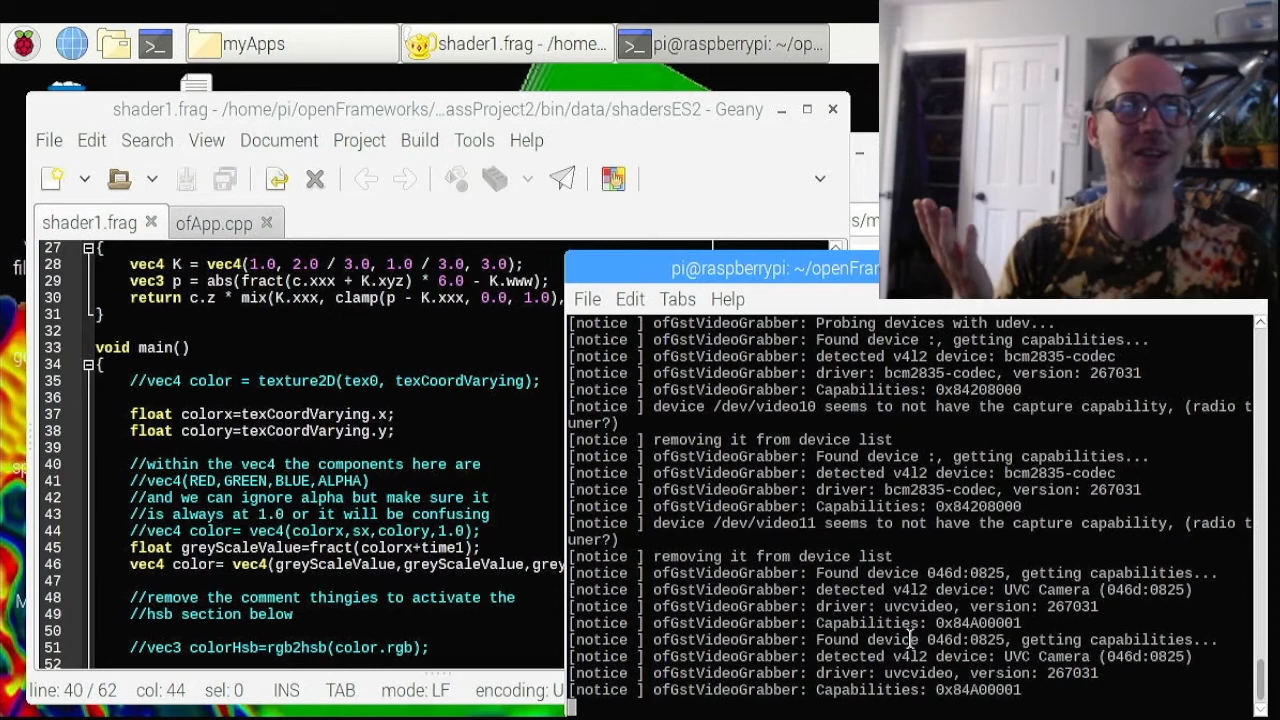 myApps
shader1.frag - /home...
pi@raspberrypi: ~/op...
shader1.frag - /home/pi/openFrameworks/...assProject2/bin/data/shadersES2 - Geany
File Edit Search View Document Project Build Tools Help
shader1.frag ofApp.cpp
27 {
28 vec4 K = vec4(1.0, 2.0 / 3.0, 1.0 / 3.0, 3.0);
29 vec3 p = abs(fract(c.xxx + K.xyz) * 6.0 - K.www);
30 return c.z * mix(K.xxx, clamp(p - K.xxx, 0.0, 1.0),
31 }
32
33 void main()
34 {
35 //vec4 color = texture2D(tex0, texCoordVarying);
36
37 float colorx=texCoordVarying.x;
38 float colory=texCoordVarying.y;
39
40 //within the vec4 the components here are
41 //vec4(RED,GREEN,BLUE,ALPHA)
42 //and we can ignore alpha but make sure it
43 //is always at 1.0 or it will be confusing
44 //vec4 color= vec4(colorx,sx,colory,1.0);
45 float greyScaleValue=fract(colorx+time1);
46 vec4 color= vec4(greyScaleValue,greyScaleValue,grey
47
48 //remove the comment thingies to activate the
49 //hsb section below
50
51 //vec3 colorHsb=rgb2hsb(color.rgb);
52
line: 40 / 62 col: 44 sel: 0 INS TAB mode: LF encoding: U
s/m
pi@raspberrypi: ~/openFran
File Edit Tabs Help
[notice ] ofGstVideoGrabber: Probing devices with udev...
[notice ] ofGstVideoGrabber: Found device :, getting capabilities...
[notice ] ofGstVideoGrabber: detected v4l2 device: bcm2835-codec
[notice ] ofGstVideoGrabber: driver: bcm2835-codec, version: 267031
[notice ] ofGstVideoGrabber: Capabilities: 0x84208000
[notice ] device /dev/video10 seems to not have the capture capability, (radio t
uner?)
[notice ] removing it from device list
[notice ] ofGstVideoGrabber: Found device :, getting capabilities...
[notice ] ofGstVideoGrabber: detected v4l2 device: bcm2835-codec
[notice ] ofGstVideoGrabber: driver: bcm2835-codec, version: 267031
[notice ] ofGstVideoGrabber: Capabilities: 0x84208000
[notice ] device /dev/video11 seems to not have the capture capability, (radio t
uner?)
[notice ] removing it from device list
[notice ] ofGstVideoGrabber: Found device 046d:0825, getting capabilities...
[notice ] ofGstVideoGrabber: detected v4l2 device: UVC Camera (046d:0825)
[notice ] ofGstVideoGrabber: driver: uvcvideo, version: 267031
[notice ] ofGstVideoGrabber: Capabilities: 0x84A00001
[notice ] ofGstVideoGrabber: Found device 046d:0825, getting capabilities...
[notice ] ofGstVideoGrabber: detected v4l2 device: UVC Camera (046d:0825)
[notice ] ofGstVideoGrabber: driver: uvcvideo, version: 267031
[notice ] ofGstVideoGrabber: Capabilities: 0x84A00001